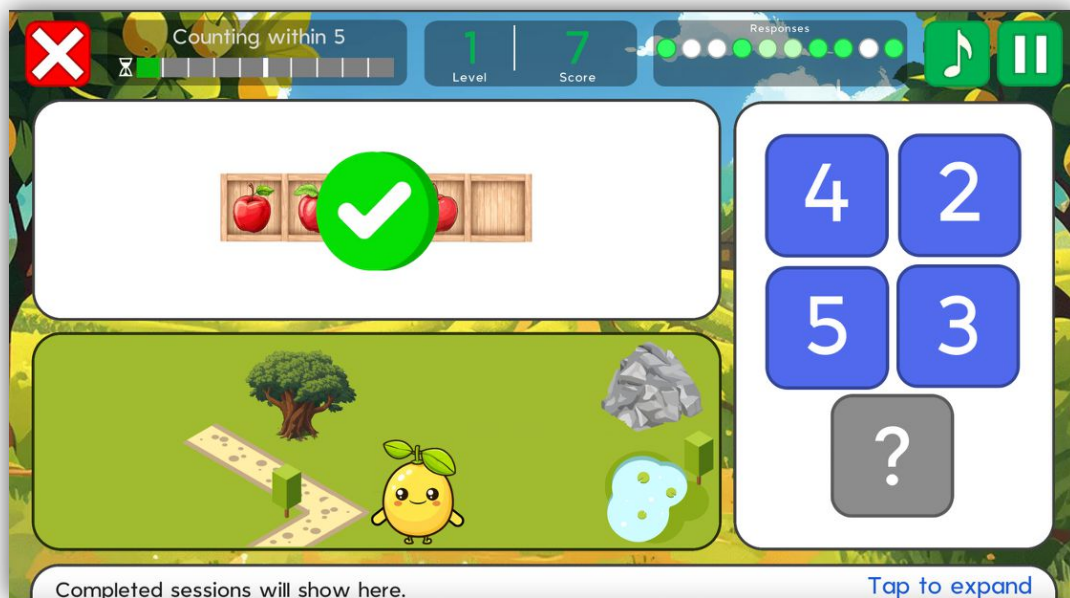 Counting within 5
1
Level
7
Score
Responses
4
2
5
3
?
Completed sessions will show here.
Tap to expand